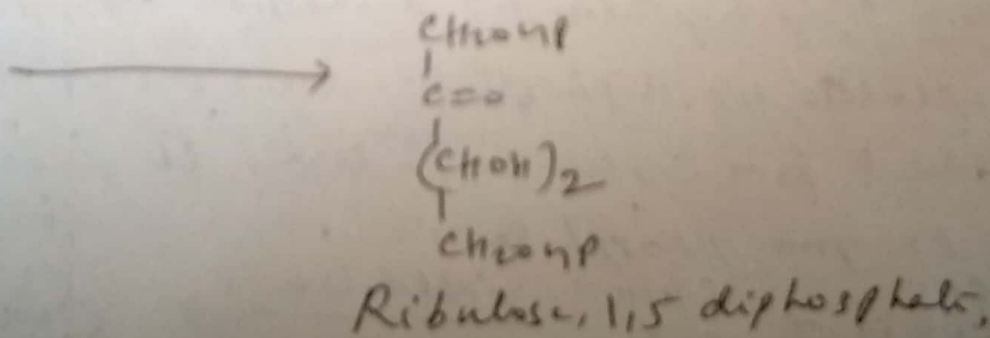 CH₂OHP
C=O
(CHOH)₂
CH₂OHP
Ribulose, 1,5 diphosphate,